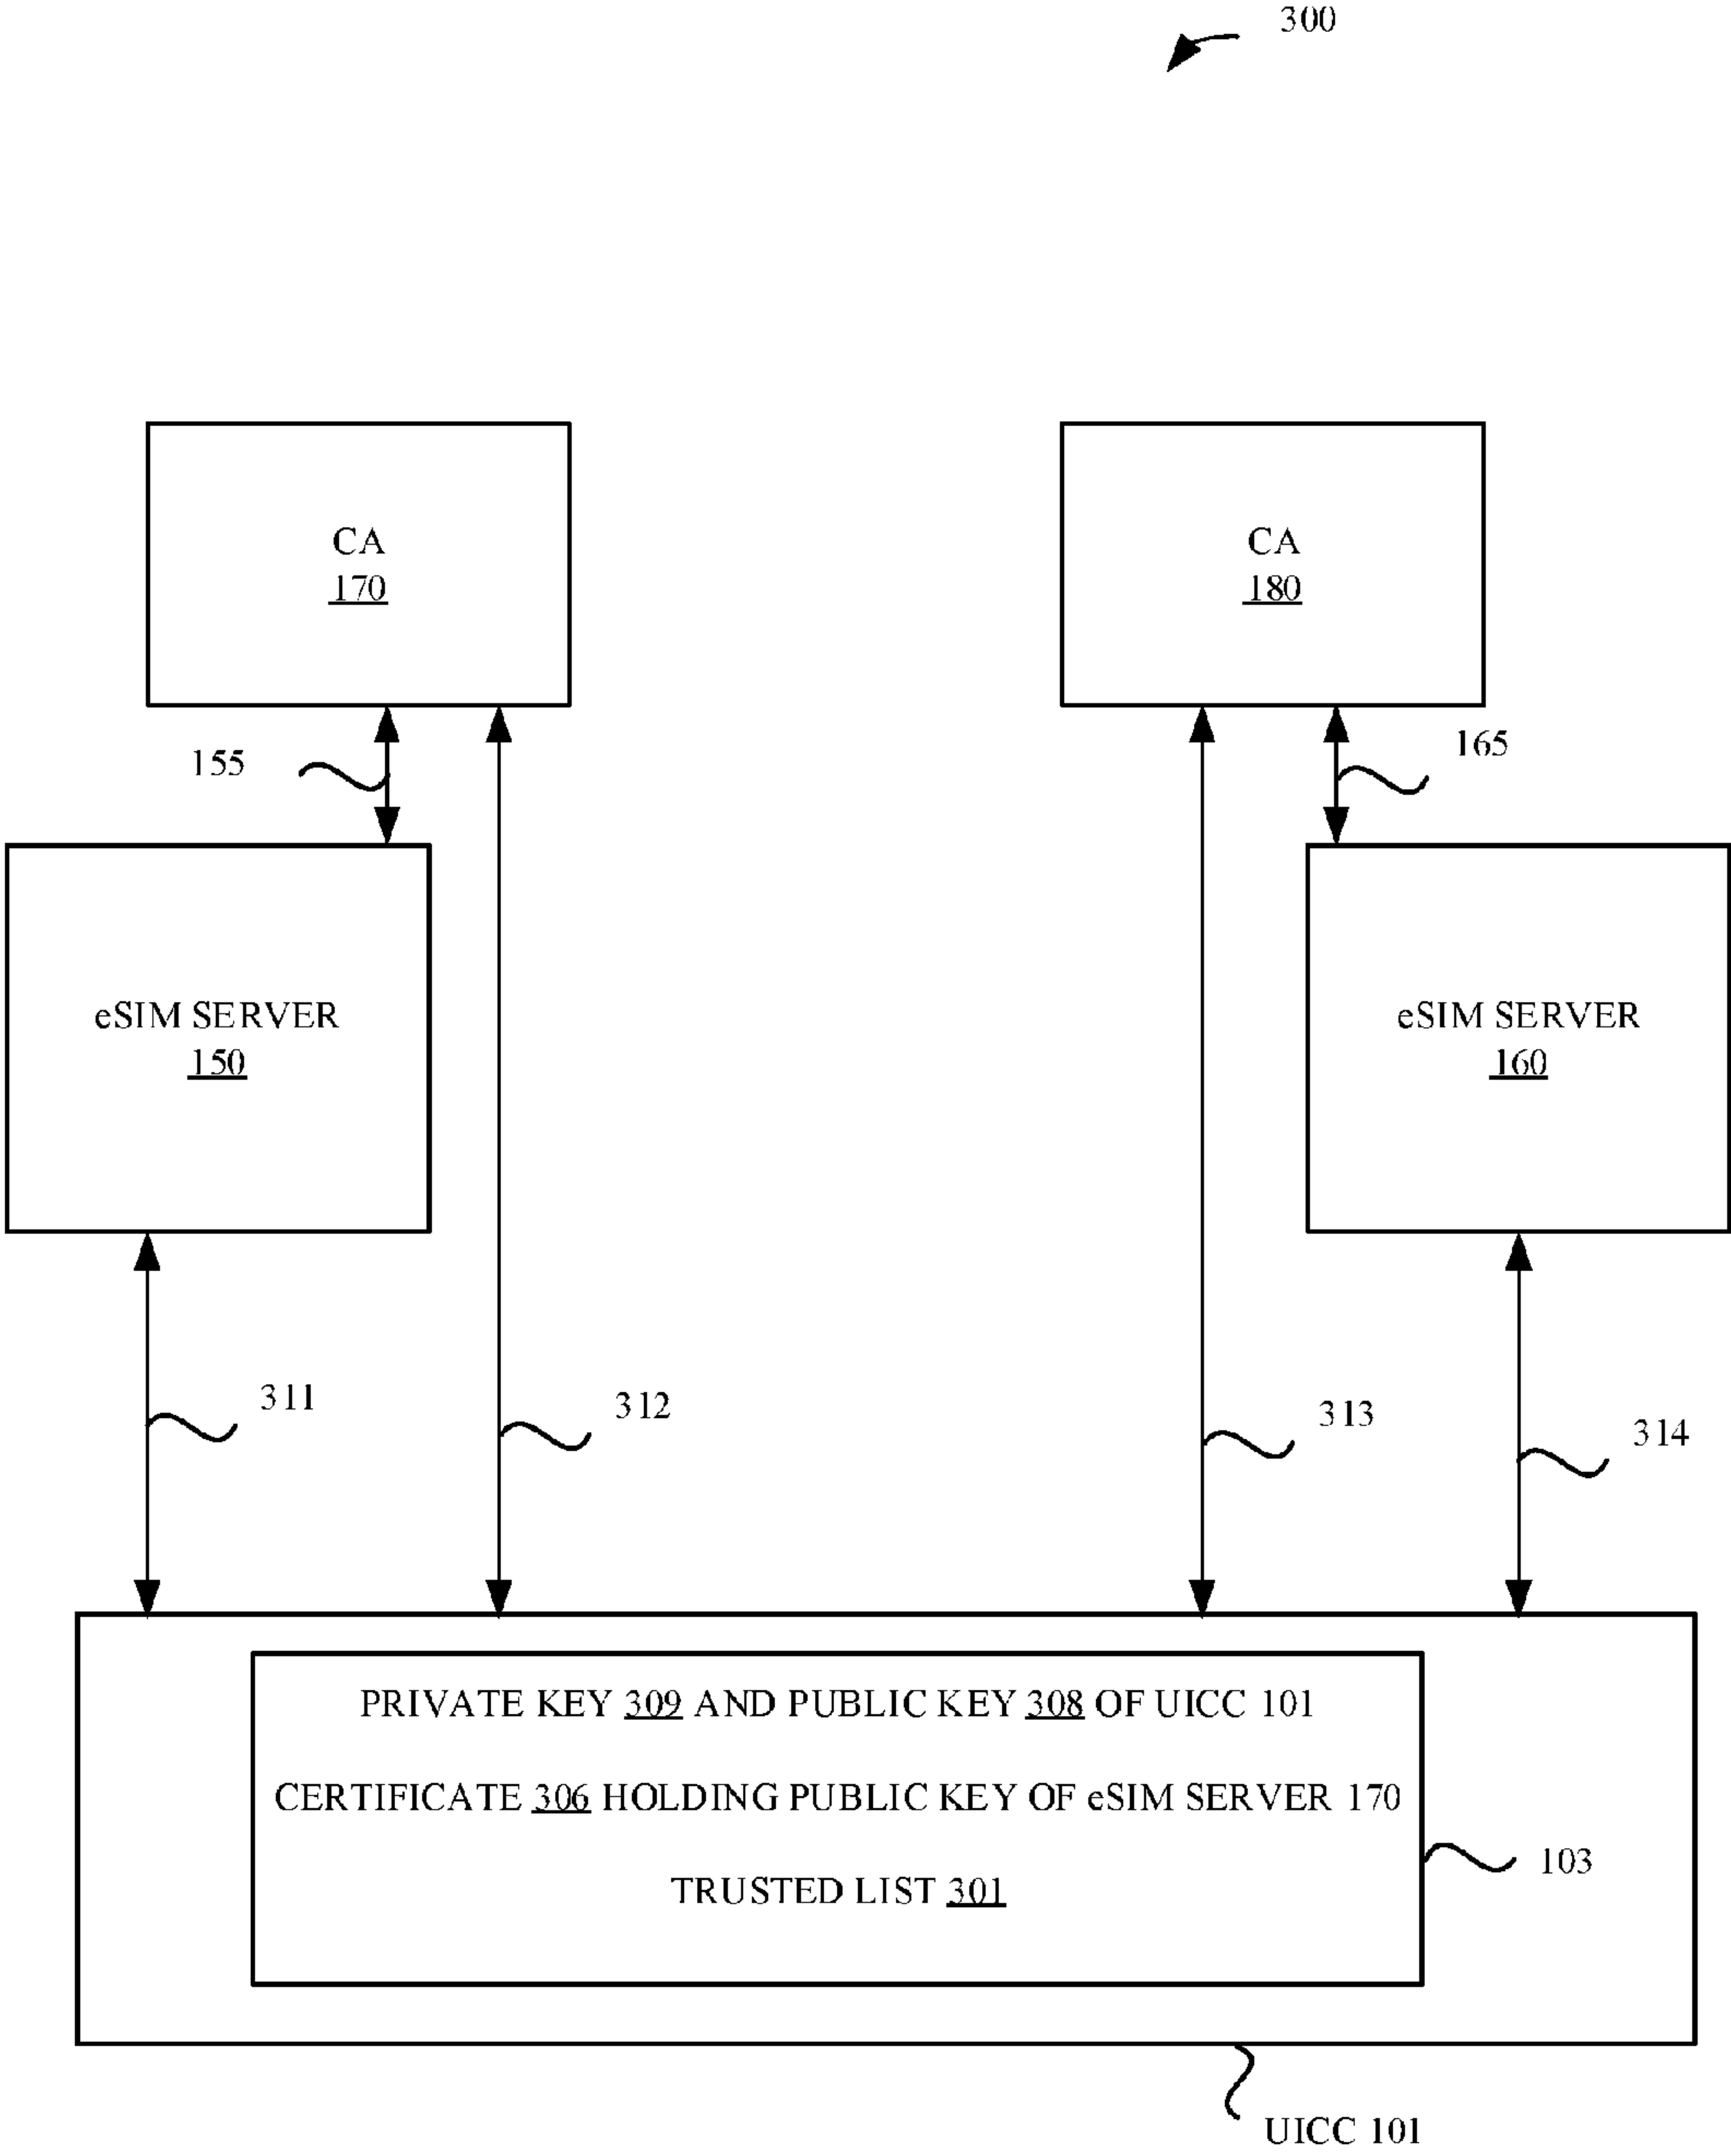 300
CA
170
CA
180
155
165
eSIM SERVER
150
eSIM SERVER
160
311
312
313
314
PRIVATE KEY 309 AND PUBLIC KEY 308 OF UICC 101
CERTIFICATE 306 HOLDING PUBLIC KEY OF eSIM SERVER 170
TRUSTED LIST 301
103
UICC 101